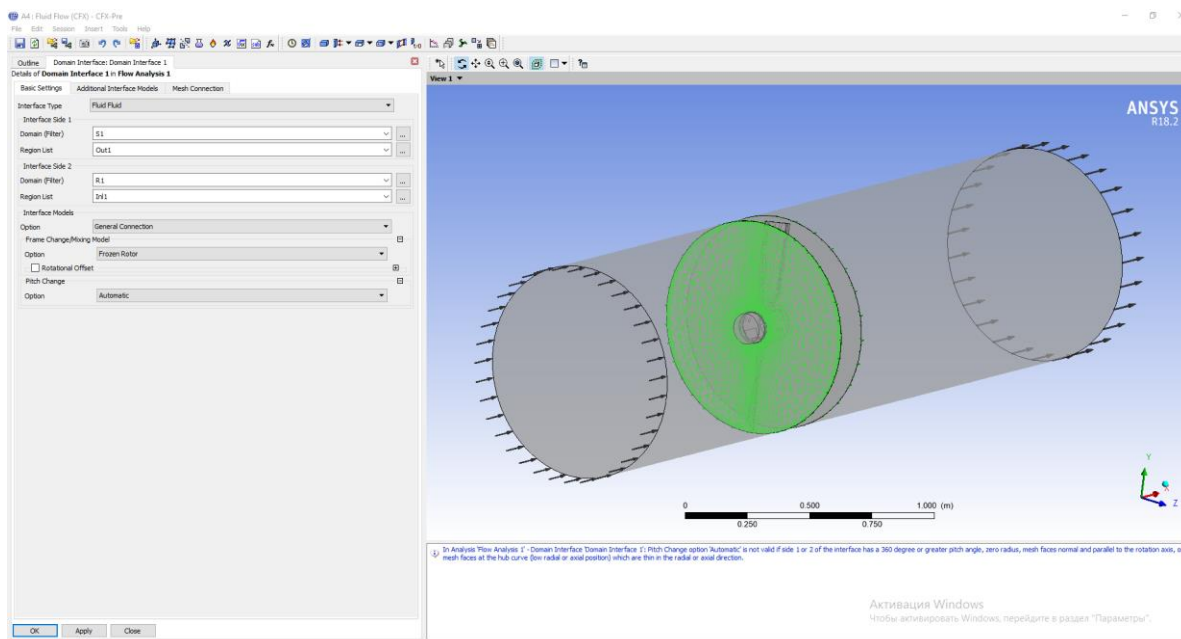 A4: Fluid Flow (CFX) - CFX-Pre
File Edit Session Insert Tools Help
Outline Domain Interface: Domain Interface 1
Details of Domain Interface 1 in Flow Analysis 1
Basic Settings Additional Interface Models Mesh Connection
Interface Type Fluid Fluid
Interface Side 1
Domain (Filter) S1 ...
Region List Out1 ...
Interface Side 2
Domain (Filter) R1 ...
Region List Inl1 ...
Interface Models
Option General Connection
Frame Change/Mixing Model
Option Frozen Rotor
Rotational Offset
Pitch Change
Option Automatic
OK Apply Close
View 1
ANSYS
R18.2
Y
X
Z
0 0.500 1.000 (m)
0.250 0.750
In Analysis 'Flow Analysis 1' - Domain Interface 'Domain Interface 1': Pitch Change option 'Automatic' is not valid if side 1 or 2 of the interface has a 360 degree or greater pitch angle, zero radius, mesh faces normal and parallel to the rotation axis, o
mesh faces at the hub curve (low radial or axial position) which are thin in the radial or axial direction.
Активация Windows
Чтобы активировать Windows, перейдите в раздел "Параметры".